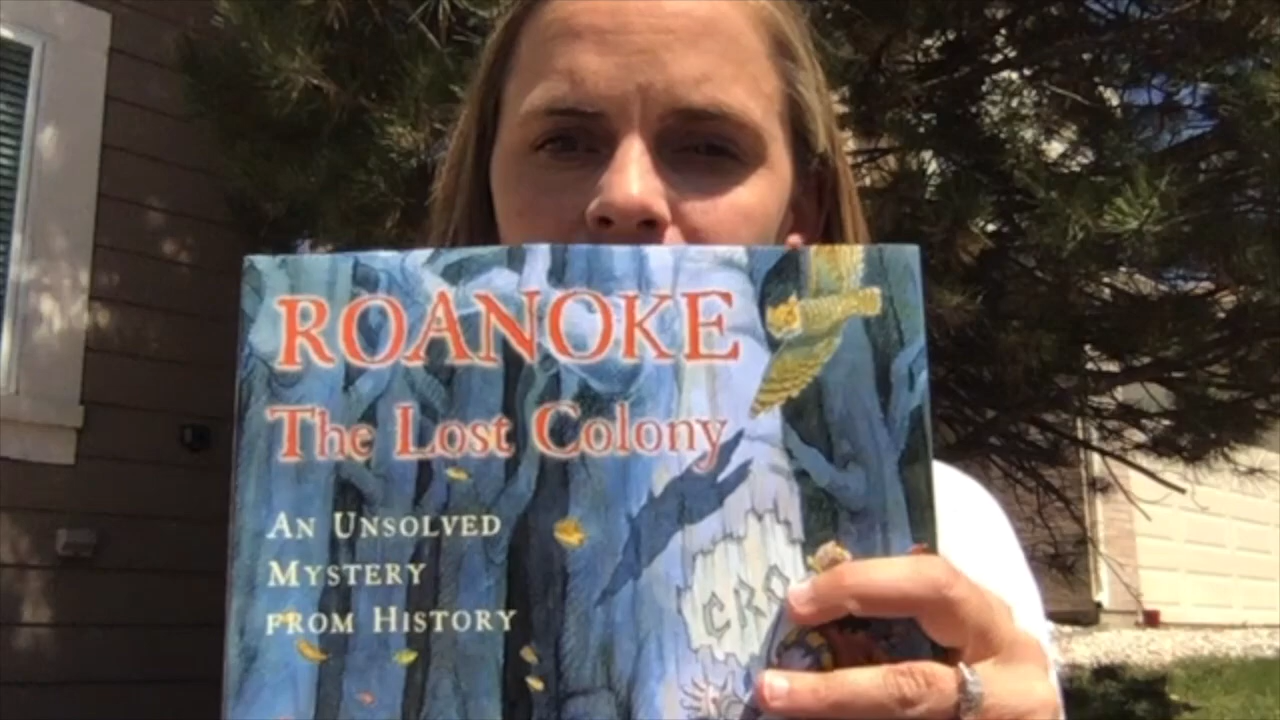 ROANOKE
The Lost Colony
AN UNSOLVED
MYSTERY
FROM HISTORY
CRO